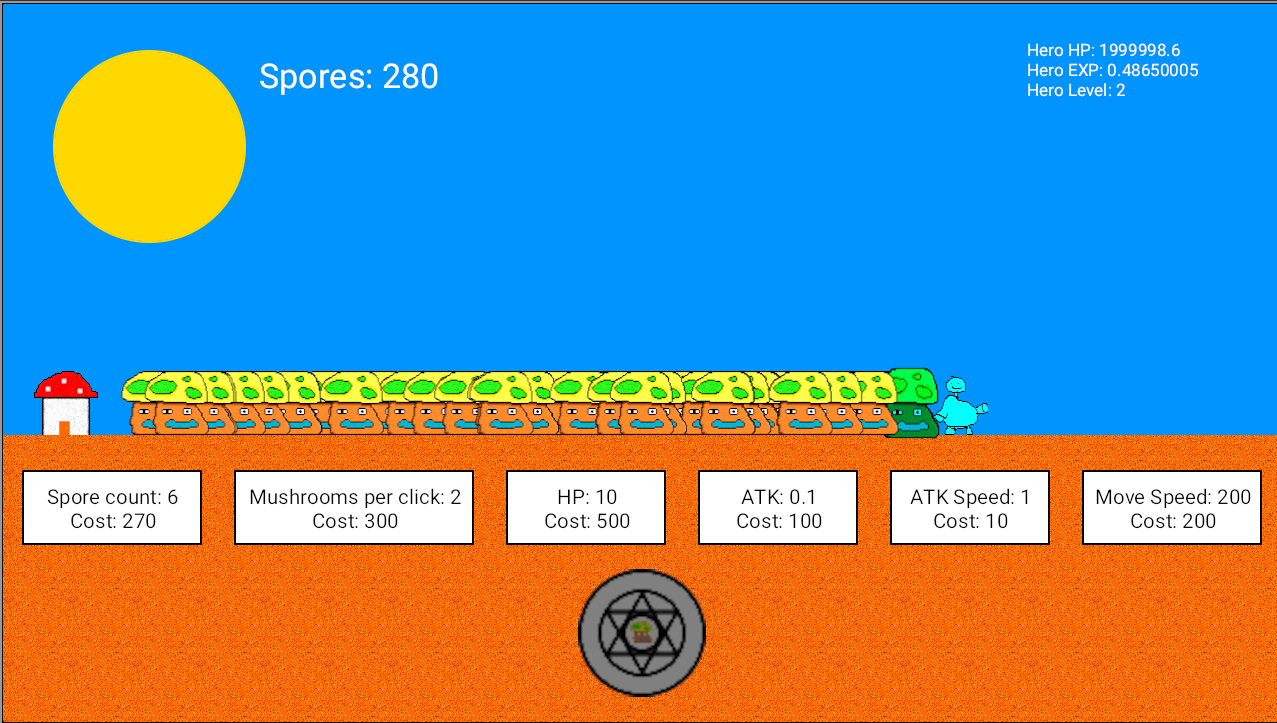 Spores: 280
Hero HP: 1999998.6
Hero EXP: 0.48650005
Hero Level: 2
Spore count: 6
Cost: 270
Mushrooms per click: 2
Cost: 300
HP: 10
Cost: 500
ATK: 0.1
Cost: 100
ATK Speed: 1
Cost: 10
Move Speed: 200
Cost: 200